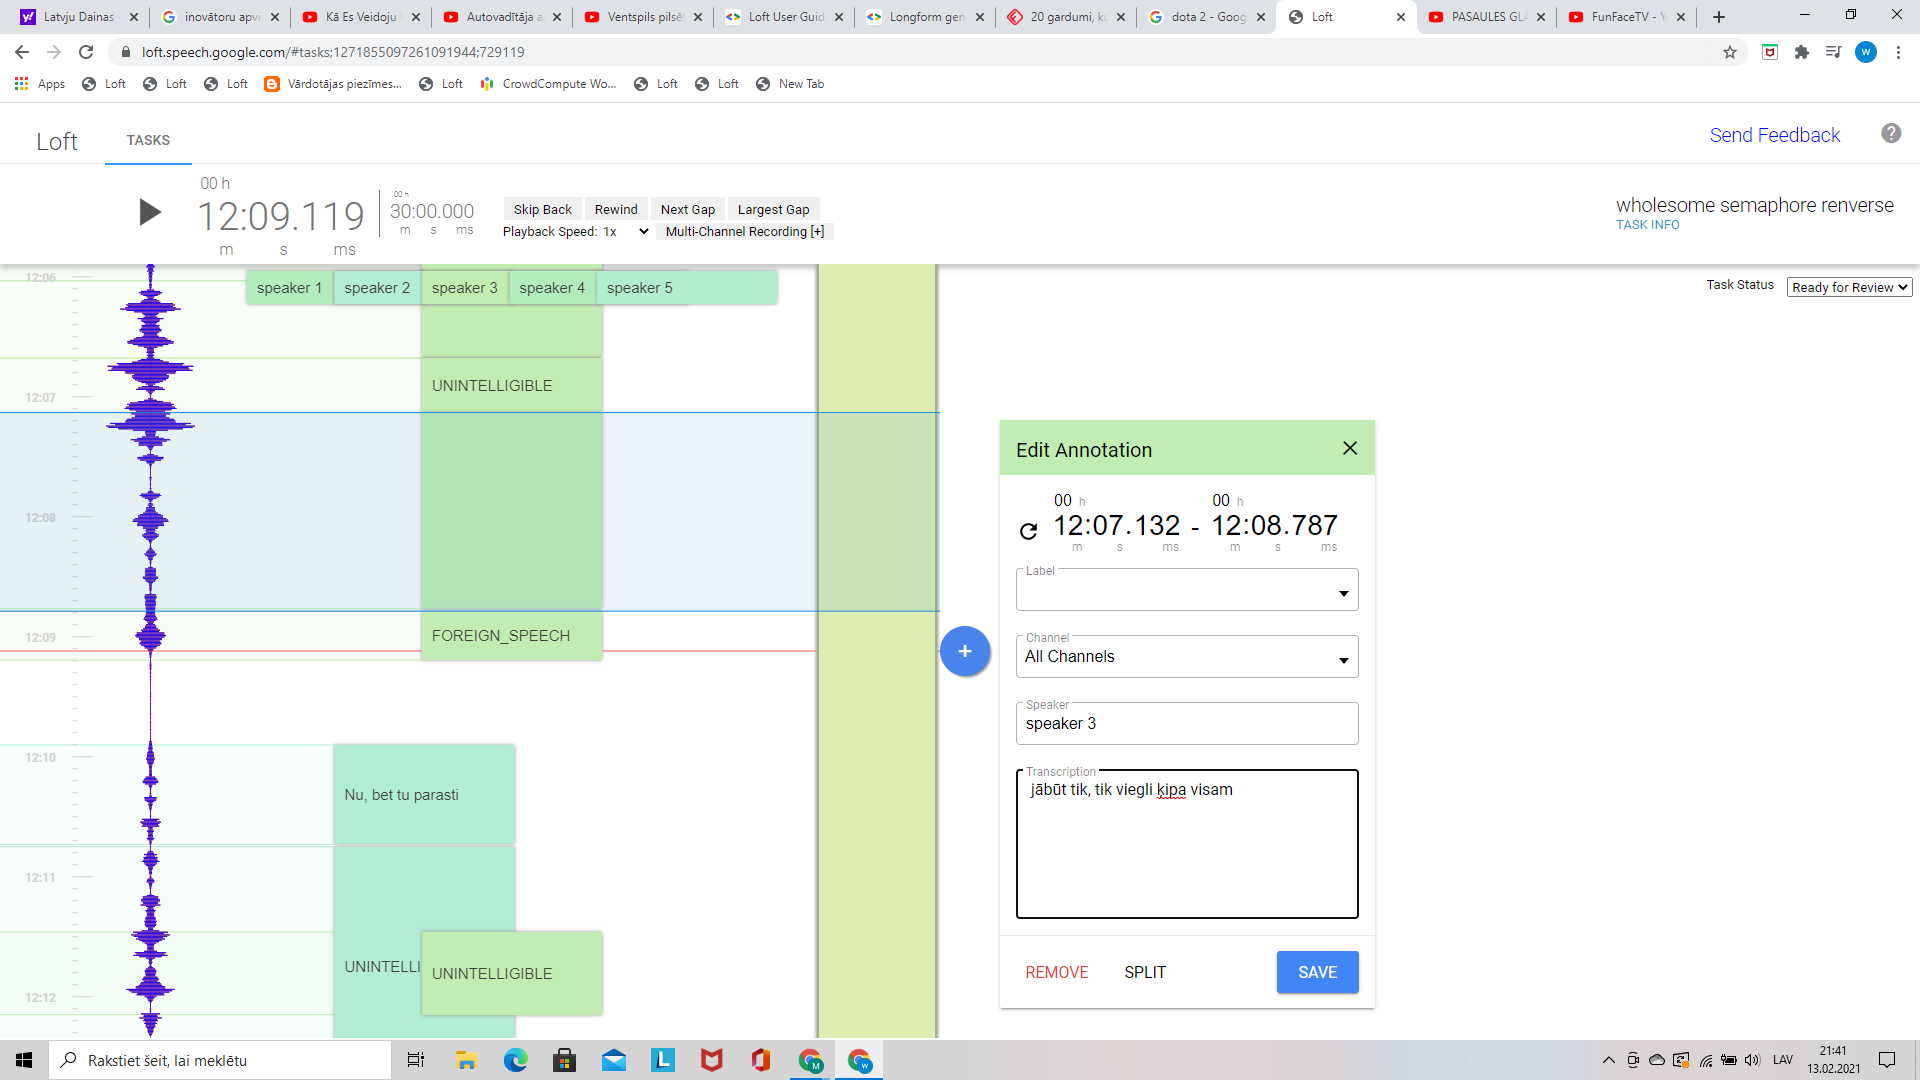 Latvju Dainas
inovātoru apvi
Kā Es Veidoju
Autovadītāja a
Ventspils pilsē
Loft User Guid
Longform gen
20 gardumi, ku
dota 2 - Goog
Loft
PASAULES GL
FunFaceTV - Y
loft.speech.google.com/#tasks;1271855097261091944;729119
Apps Loft Loft Loft Vārdotājas piezīmes... Loft CrowdCompute Wo... Loft Loft New Tab
Loft TASKS Send Feedback
00 h
12:09.119
m s ms
00 h
30:00.000
m s ms
Skip Back Rewind Next Gap Largest Gap
Playback Speed: 1x Multi-Channel Recording [+]
wholesome semaphore renverse
TASK INFO
Task Status Ready for Review
speaker 1 speaker 2 speaker 3 speaker 4 speaker 5
12:06
UNINTELLIGIBLE
12:07
12:08
FOREIGN_SPEECH
12:09
12:10
Nu, bet tu parasti
12:11
UNINTELLI
UNINTELLIGIBLE
12:12
+
Edit Annotation
00 h 00 h
12:07.132 - 12:08.787
m s ms m s ms
Label
Channel
All Channels
Speaker
speaker 3
Transcription
jābūt tik, tik viegli ķipa visam
REMOVE SPLIT SAVE
Rakstiet šeit, lai meklētu
LAV
21:41
13.02.2021